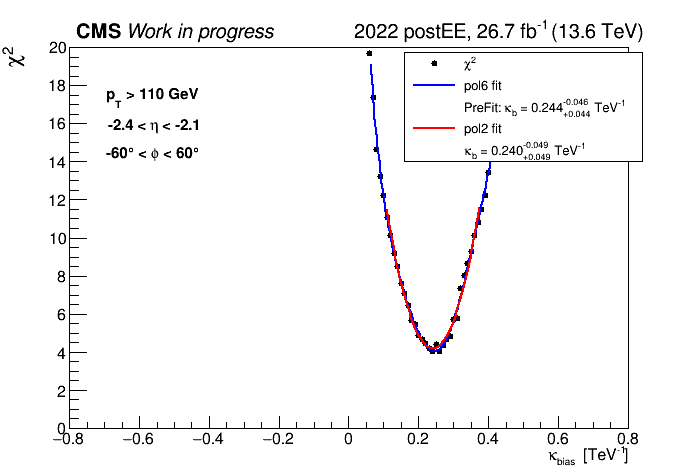 CMS Work in progress 2022 postEE, 26.7 fb⁻¹ (13.6 TeV)
χ²
20
18
16
14
12
10
8
6
4
2
0
p_T > 110 GeV
-2.4 < η < -2.1
-60° < ϕ < 60°
χ²
pol6 fit
PreFit: κ_b = 0.244 -0.046 +0.044 TeV⁻¹
pol2 fit
κ_b = 0.240 -0.049 +0.049 TeV⁻¹
−0.8 −0.6 −0.4 −0.2 0 0.2 0.4 0.6 0.8
κ_bias [TeV⁻¹]